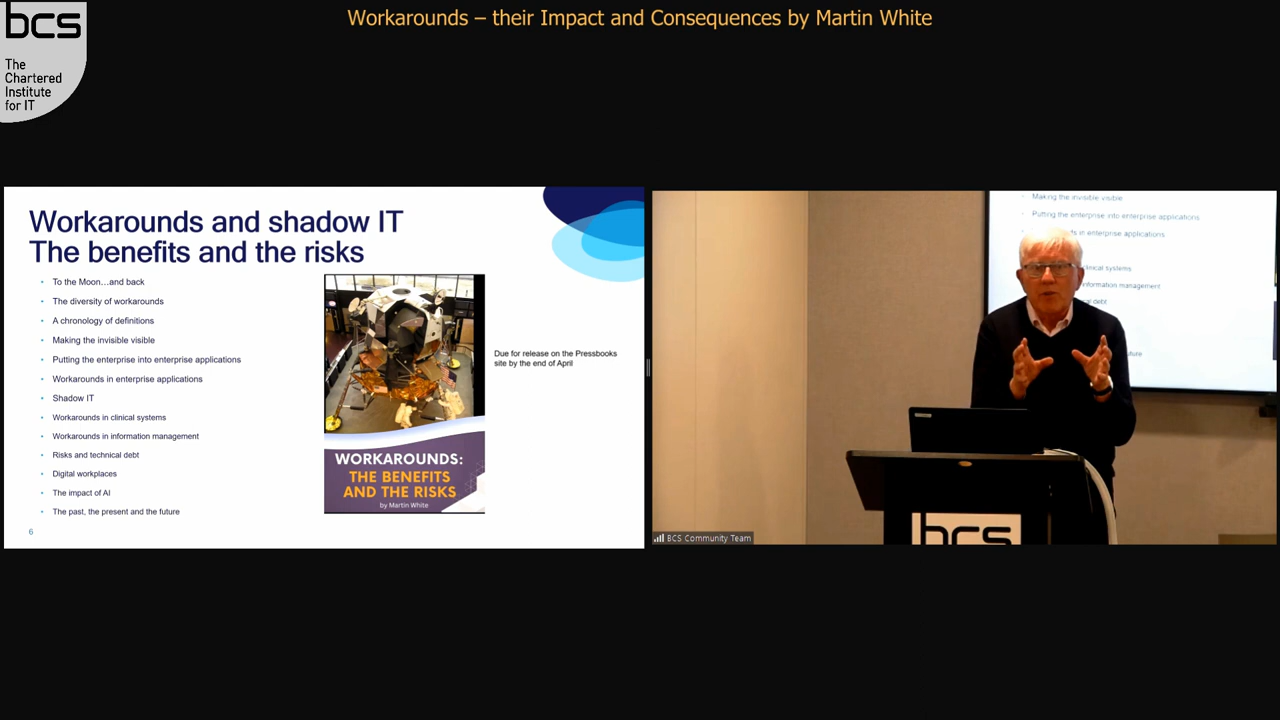 Workarounds – their Impact and Consequences by Martin White
bcs
The
Chartered
Institute
for IT
Workarounds and shadow IT
The benefits and the risks
To the Moon…and back
The diversity of workarounds
A chronology of definitions
Making the invisible visible
Putting the enterprise into enterprise applications
Workarounds in enterprise applications
Shadow IT
Workarounds in clinical systems
Workarounds in information management
Risks and technical debt
Digital workplaces
The impact of AI
The past, the present and the future
6
WORKAROUNDS:
THE BENEFITS
AND THE RISKS
by Martin White
Due for release on the Pressbooks
site by the end of April
Making the invisible visible
Putting the enterprise into enterprise applications
in enterprise applications
clinical systems
information management
debt
bcs
BCS Community Team